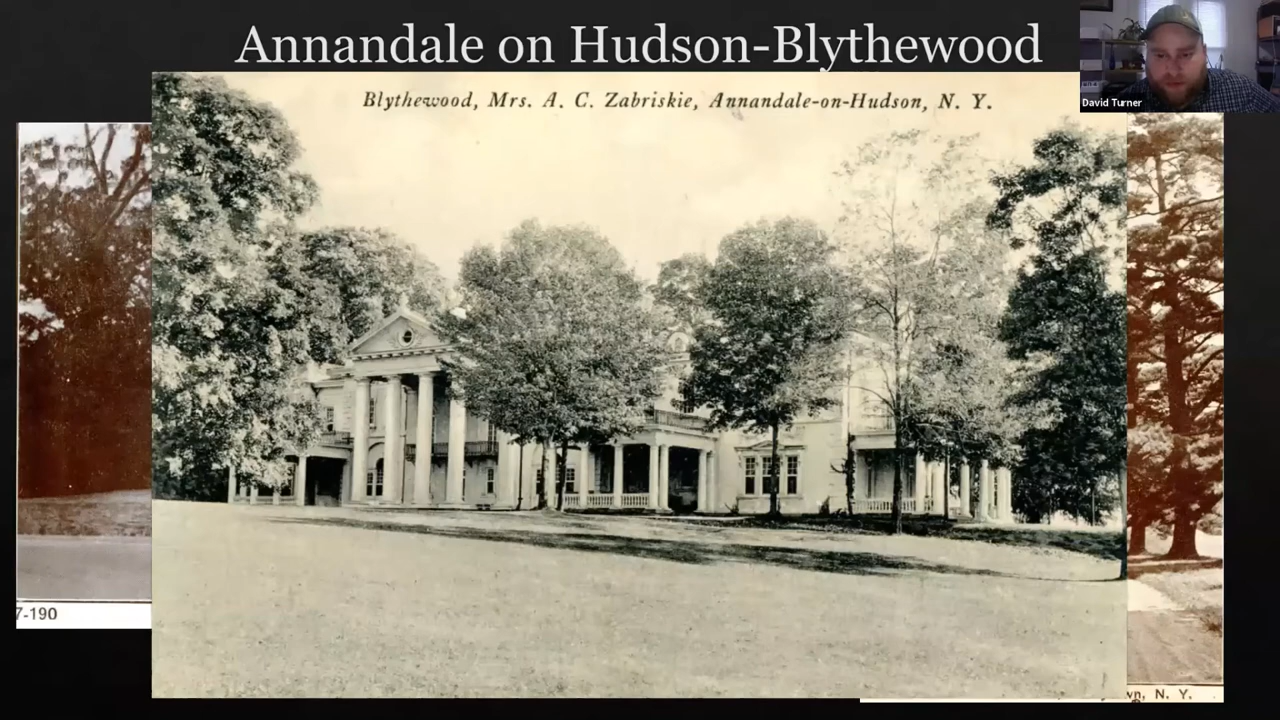 Annandale on Hudson-Blythewood
David Turner
Blythewood, Mrs. A. C. Zabriskie, Annandale-on-Hudson, N. Y.
7-190
N. Y.